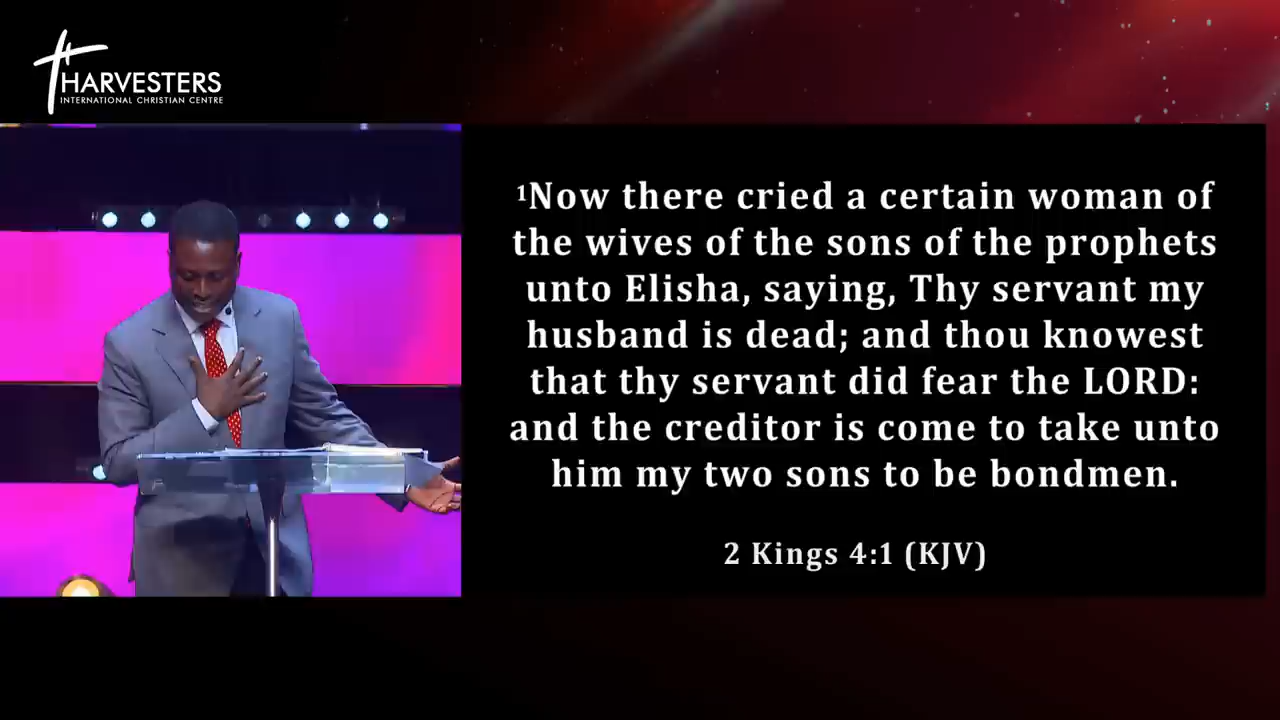 HARVESTERS
INTERNATIONAL CHRISTIAN CENTRE
¹Now there cried a certain woman of
the wives of the sons of the prophets
unto Elisha, saying, Thy servant my
husband is dead; and thou knowest
that thy servant did fear the LORD:
and the creditor is come to take unto
him my two sons to be bondmen.
2 Kings 4:1 (KJV)